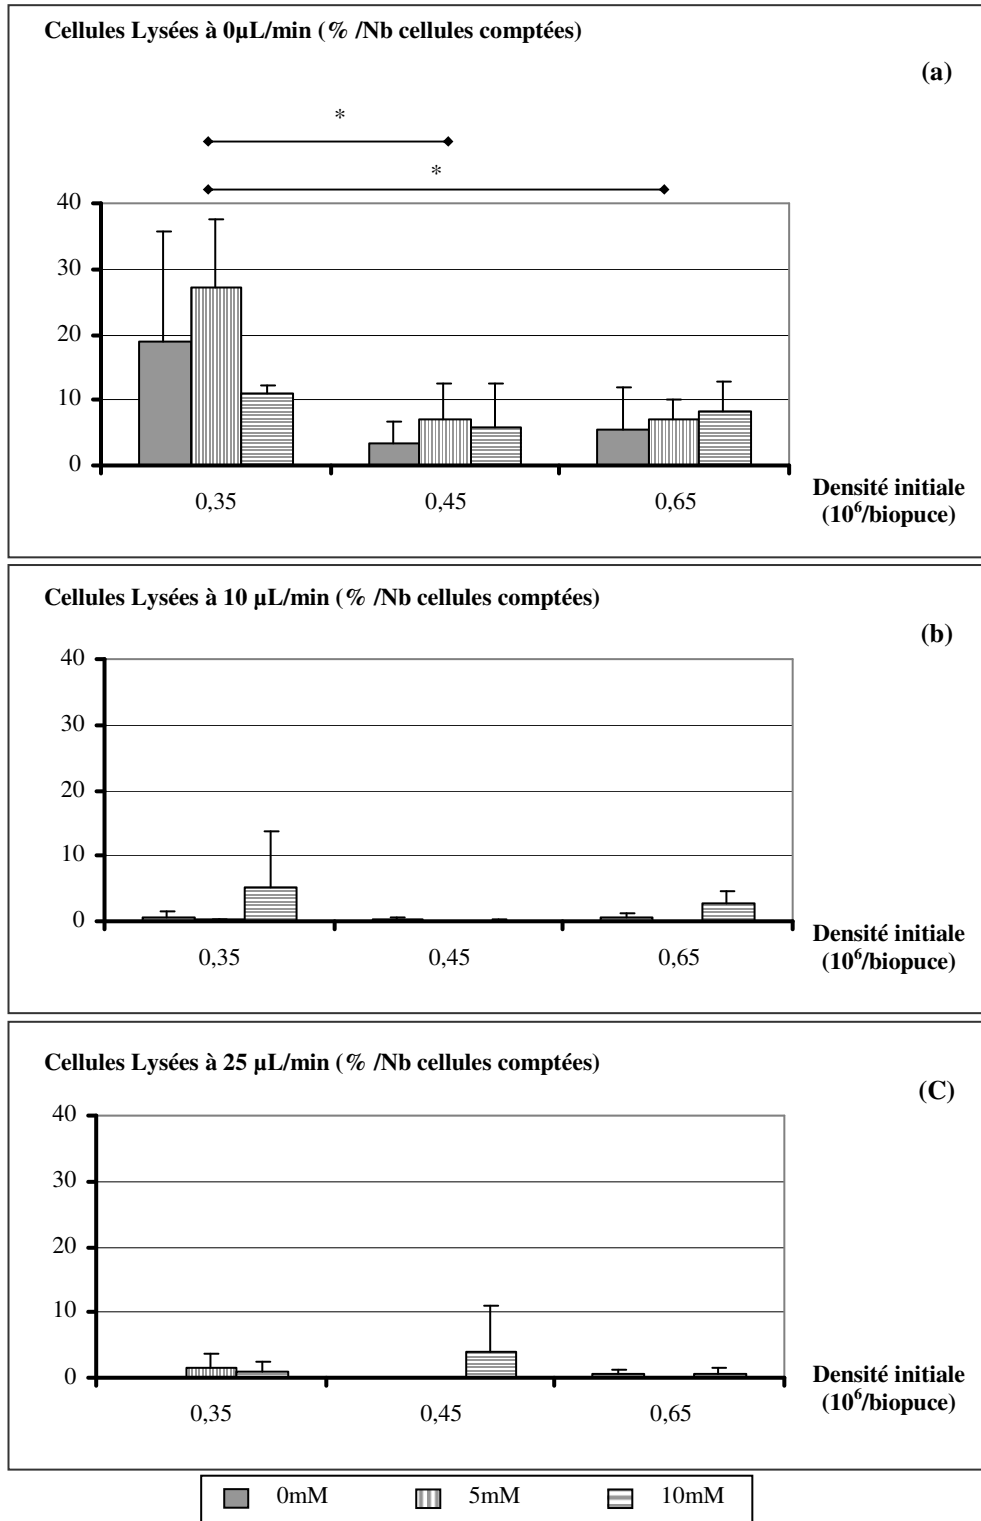 Cellules Lysées à 0µL/min (% /Nb cellules comptées)
(a)
*
*
40
30
20
10
0
0,35 0,45 0,65
Densité initiale
(10⁶/biopuce)
Cellules Lysées à 10 µL/min (% /Nb cellules comptées)
(b)
40
30
20
10
0
0,35 0,45 0,65
Densité initiale
(10⁶/biopuce)
Cellules Lysées à 25 µL/min (% /Nb cellules comptées)
(C)
40
30
20
10
0
0,35 0,45 0,65
Densité initiale
(10⁶/biopuce)
0mM 5mM 10mM